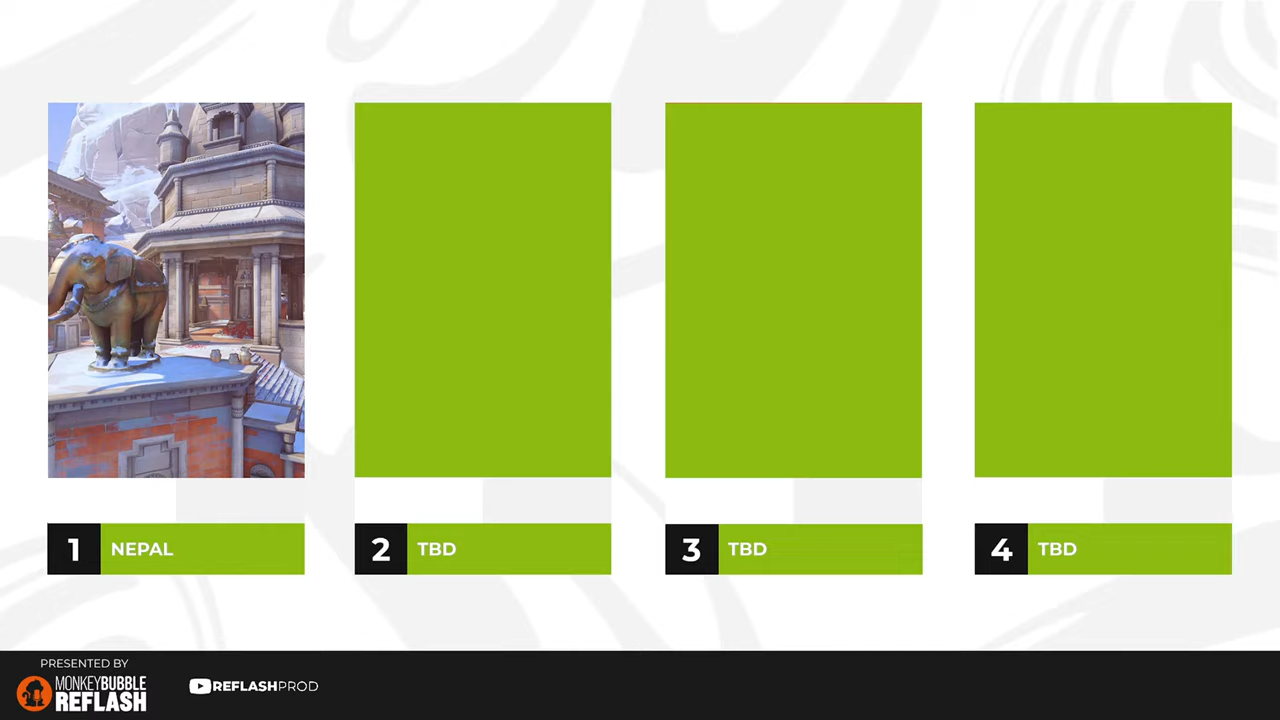 1 NEPAL
2 TBD
3 TBD
4 TBD
PRESENTED BY
MONKEYBUBBLE
REFLASH
REFLASHPROD